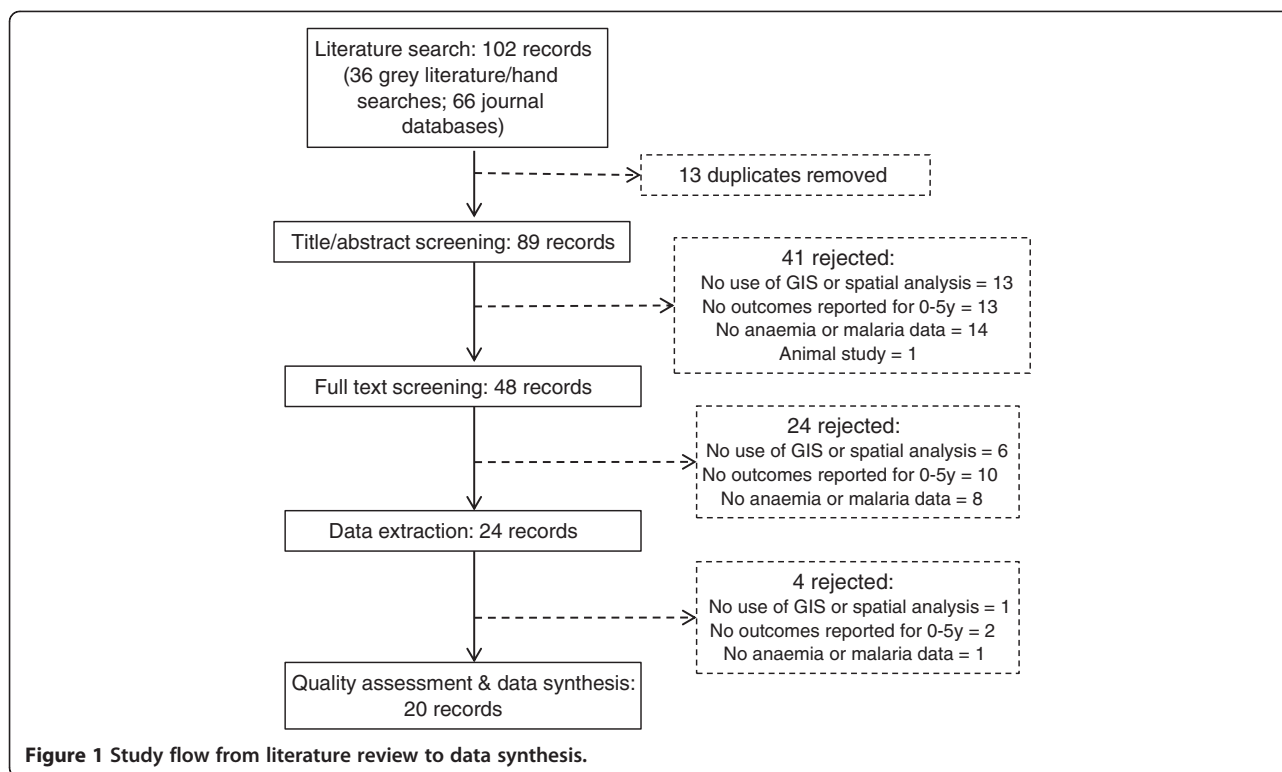 Literature search: 102 records
(36 grey literature/hand
searches; 66 journal
databases)
13 duplicates removed
Title/abstract screening: 89 records
41 rejected:
No use of GIS or spatial analysis = 13
No outcomes reported for 0-5y = 13
No anaemia or malaria data = 14
Animal study = 1
Full text screening: 48 records
24 rejected:
No use of GIS or spatial analysis = 6
No outcomes reported for 0-5y = 10
No anaemia or malaria data = 8
Data extraction: 24 records
4 rejected:
No use of GIS or spatial analysis = 1
No outcomes reported for 0-5y = 2
No anaemia or malaria data = 1
Quality assessment & data synthesis:
20 records
Figure 1 Study flow from literature review to data synthesis.